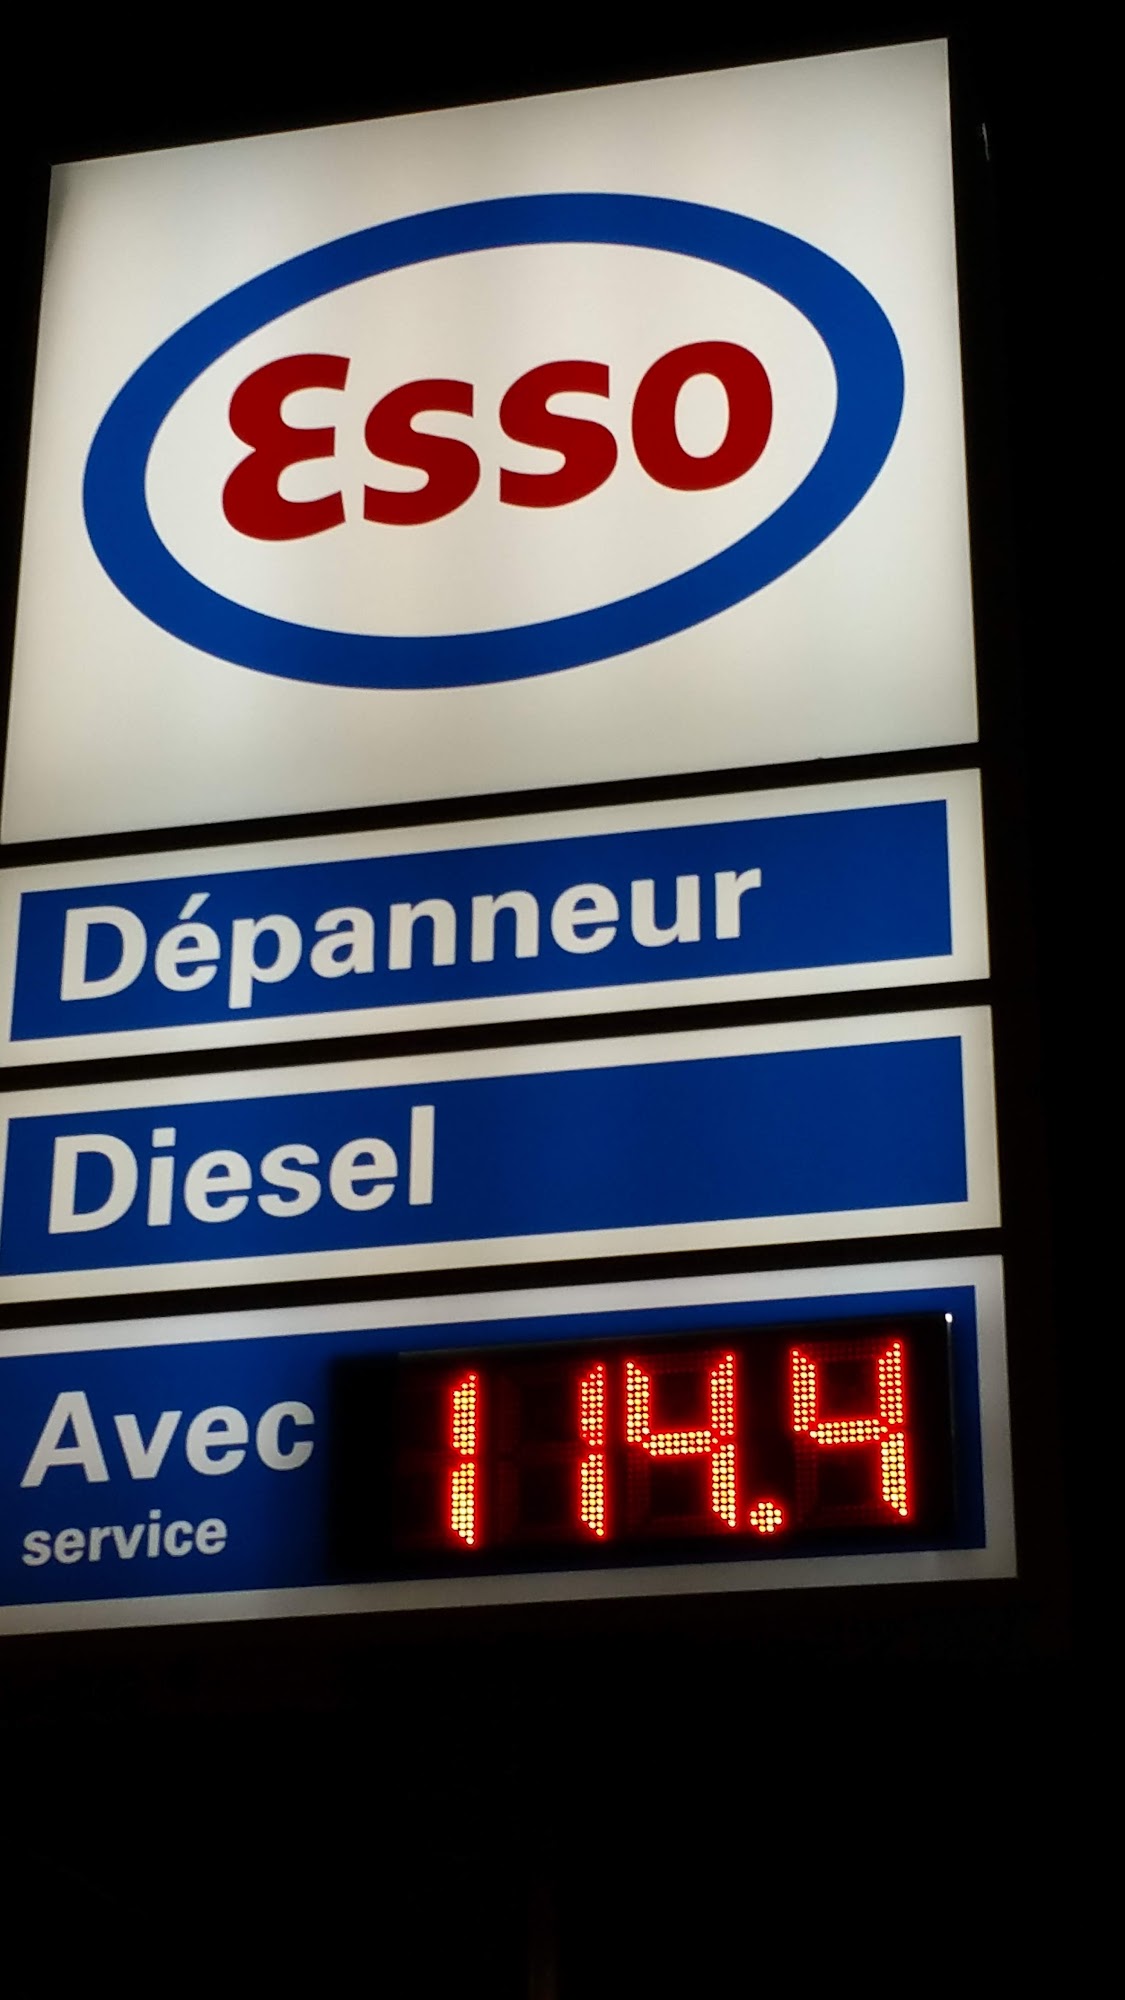 Esso
Dépanneur
Diesel
Avec 114.4
service